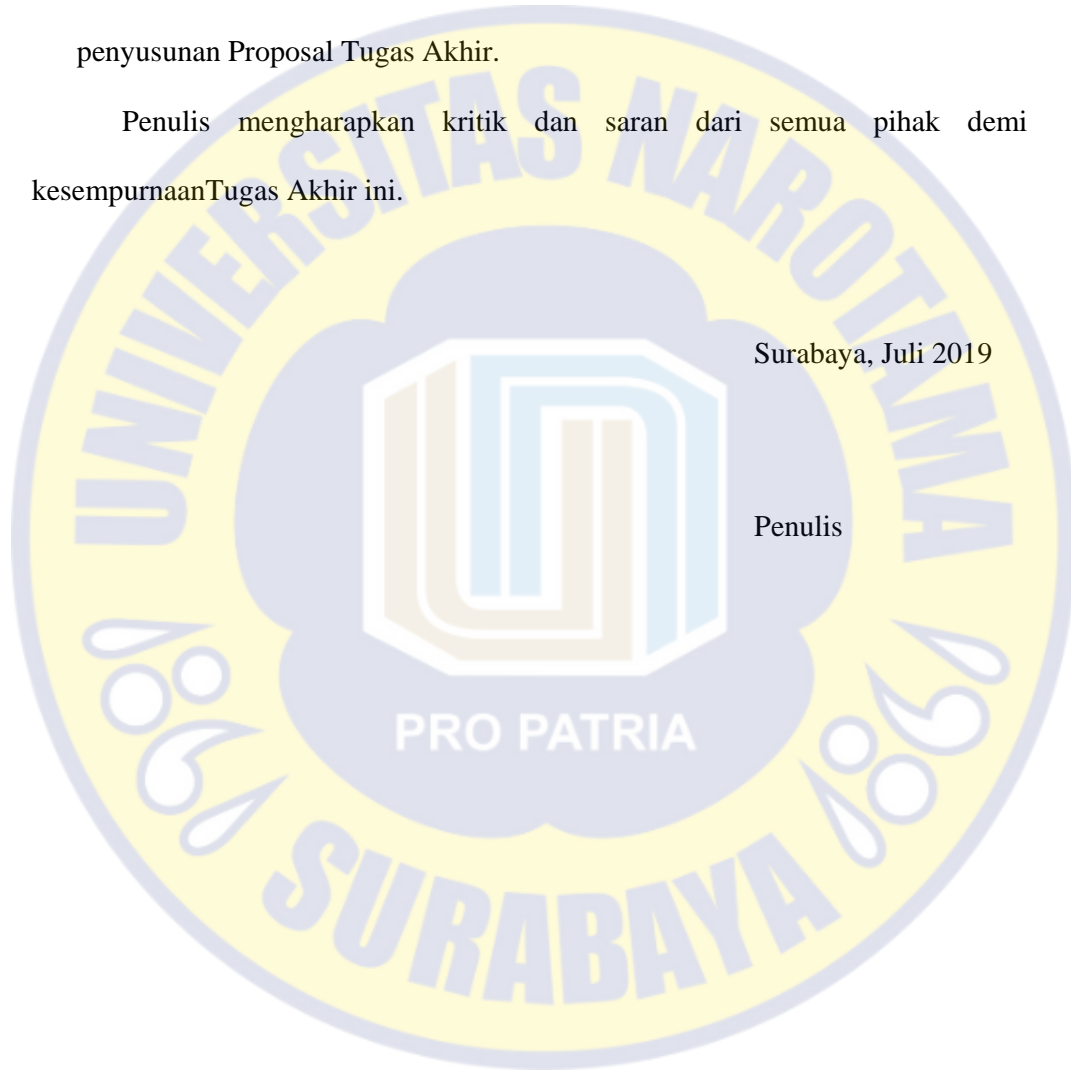 penyusunan Proposal Tugas Akhir.
Penulis mengharapkan kritik dan saran dari semua pihak demi
kesempurnaanTugas Akhir ini.
Surabaya, Juli 2019
Penulis
UNIVERSITAS NAROTAMA
PRO PATRIA
SURABAYA